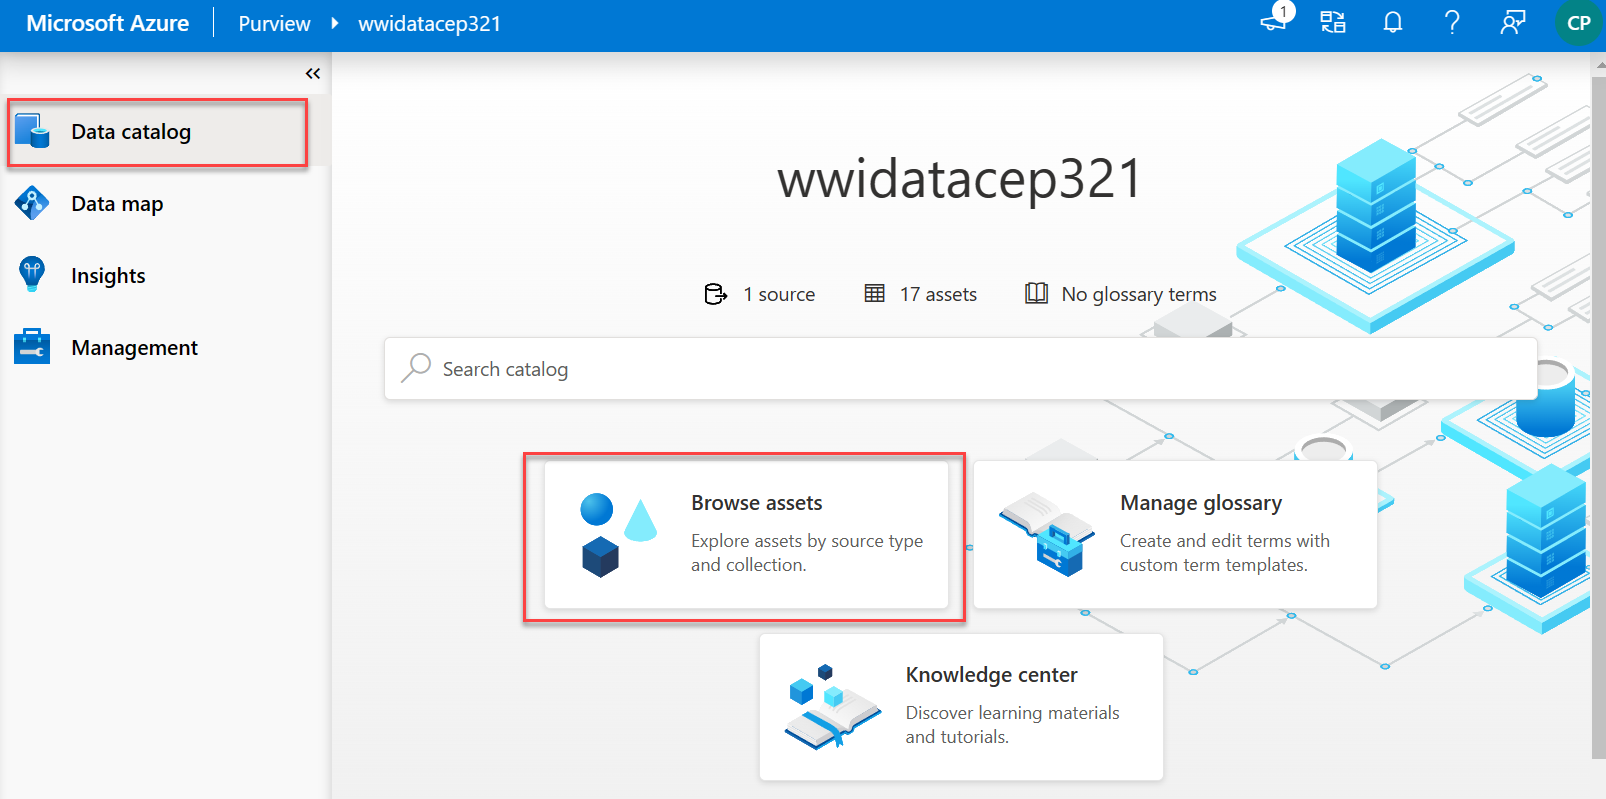 Microsoft Azure
Purview
wwidatacep321
1
CP
Data catalog
Data map
Insights
Management
wwidatacep321
1 source
17 assets
No glossary terms
Search catalog
Browse assets
Explore assets by source type
and collection.
Manage glossary
Create and edit terms with
custom term templates.
Knowledge center
Discover learning materials
and tutorials.